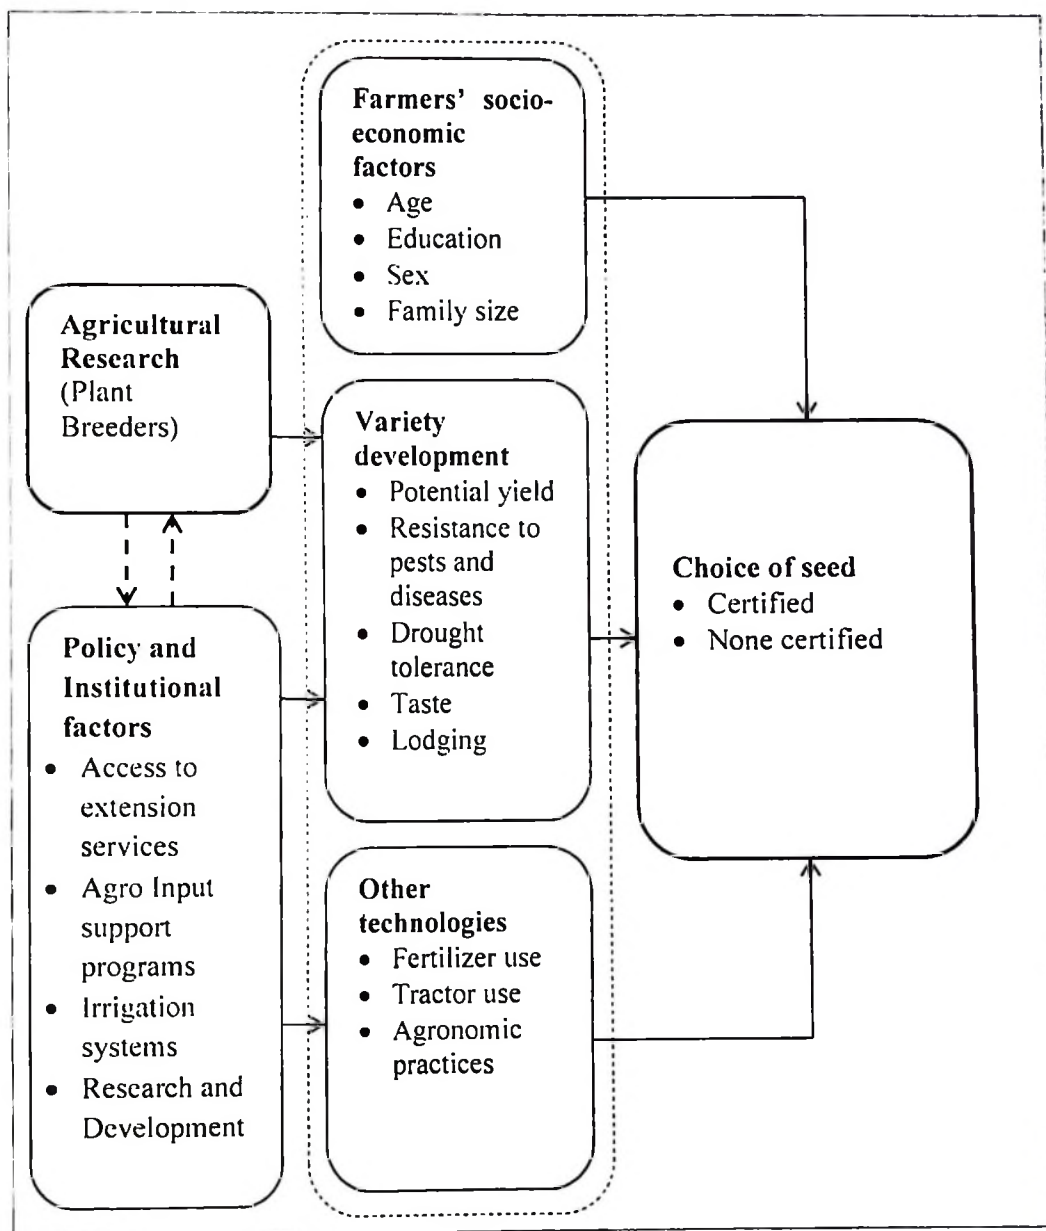 Farmers' socio-
economic
factors
• Age
• Education
• Sex
• Family size
Agricultural
Research
(Plant
Breeders)
Variety
development
• Potential yield
• Resistance to
pests and
diseases
• Drought
tolerance
• Taste
• Lodging
Choice of seed
• Certified
• None certified
Policy and
Institutional
factors
• Access to
extension
services
• Agro Input
support
programs
• Irrigation
systems
• Research and
Development
Other
technologies
• Fertilizer use
• Tractor use
• Agronomic
practices